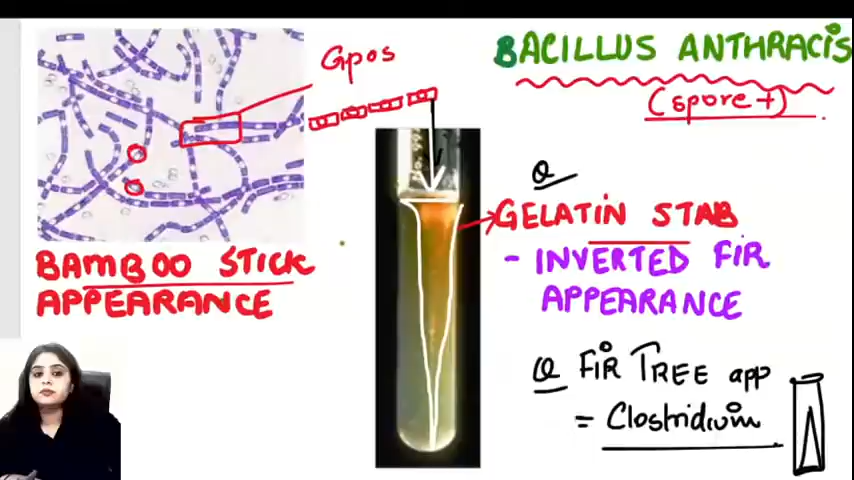 Gpos
BACILLUS ANTHRACIS
(spore +)
Q
GELATIN STAB
- INVERTED FIR
APPEARANCE
BAMBOO STICK
APPEARANCE
Q FIR TREE app
= Clostridium